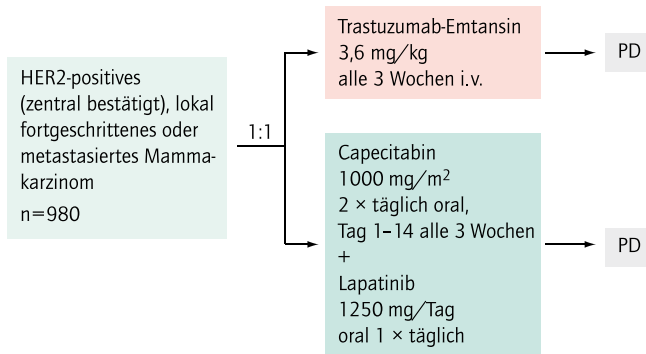 HER2-positives
(zentral bestätigt), lokal
fortgeschrittenes oder
metastasiertes Mamma-
karzinom
n=980
1:1
Trastuzumab-Emtansin
3,6 mg/kg
alle 3 Wochen i.v.
PD
Capecitabin
1000 mg/m²
2 × täglich oral,
Tag 1–14 alle 3 Wochen
+
Lapatinib
1250 mg/Tag
oral 1 × täglich
PD